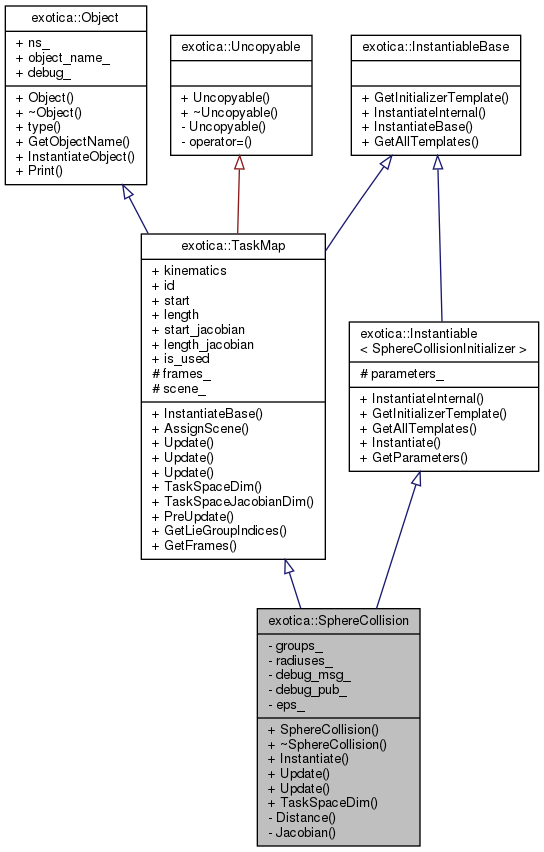 exotica::Object
+ ns_
+ object_name_
+ debug_
+ Object()
+ ~Object()
+ type()
+ GetObjectName()
+ InstantiateObject()
+ Print()
exotica::Uncopyable
+ Uncopyable()
+ ~Uncopyable()
- Uncopyable()
- operator=()
exotica::InstantiableBase
+ GetInitializerTemplate()
+ InstantiateInternal()
+ InstantiateBase()
+ GetAllTemplates()
exotica::TaskMap
+ kinematics
+ id
+ start
+ length
+ start_jacobian
+ length_jacobian
+ is_used
# frames_
# scene_
+ InstantiateBase()
+ AssignScene()
+ Update()
+ Update()
+ Update()
+ TaskSpaceDim()
+ TaskSpaceJacobianDim()
+ PreUpdate()
+ GetLieGroupIndices()
+ GetFrames()
exotica::Instantiable
< SphereCollisionInitializer >
# parameters_
+ InstantiateInternal()
+ GetInitializerTemplate()
+ GetAllTemplates()
+ Instantiate()
+ GetParameters()
exotica::SphereCollision
- groups_
- radiuses_
- debug_msg_
- debug_pub_
- eps_
+ SphereCollision()
+ ~SphereCollision()
+ Instantiate()
+ Update()
+ Update()
+ TaskSpaceDim()
- Distance()
- Jacobian()